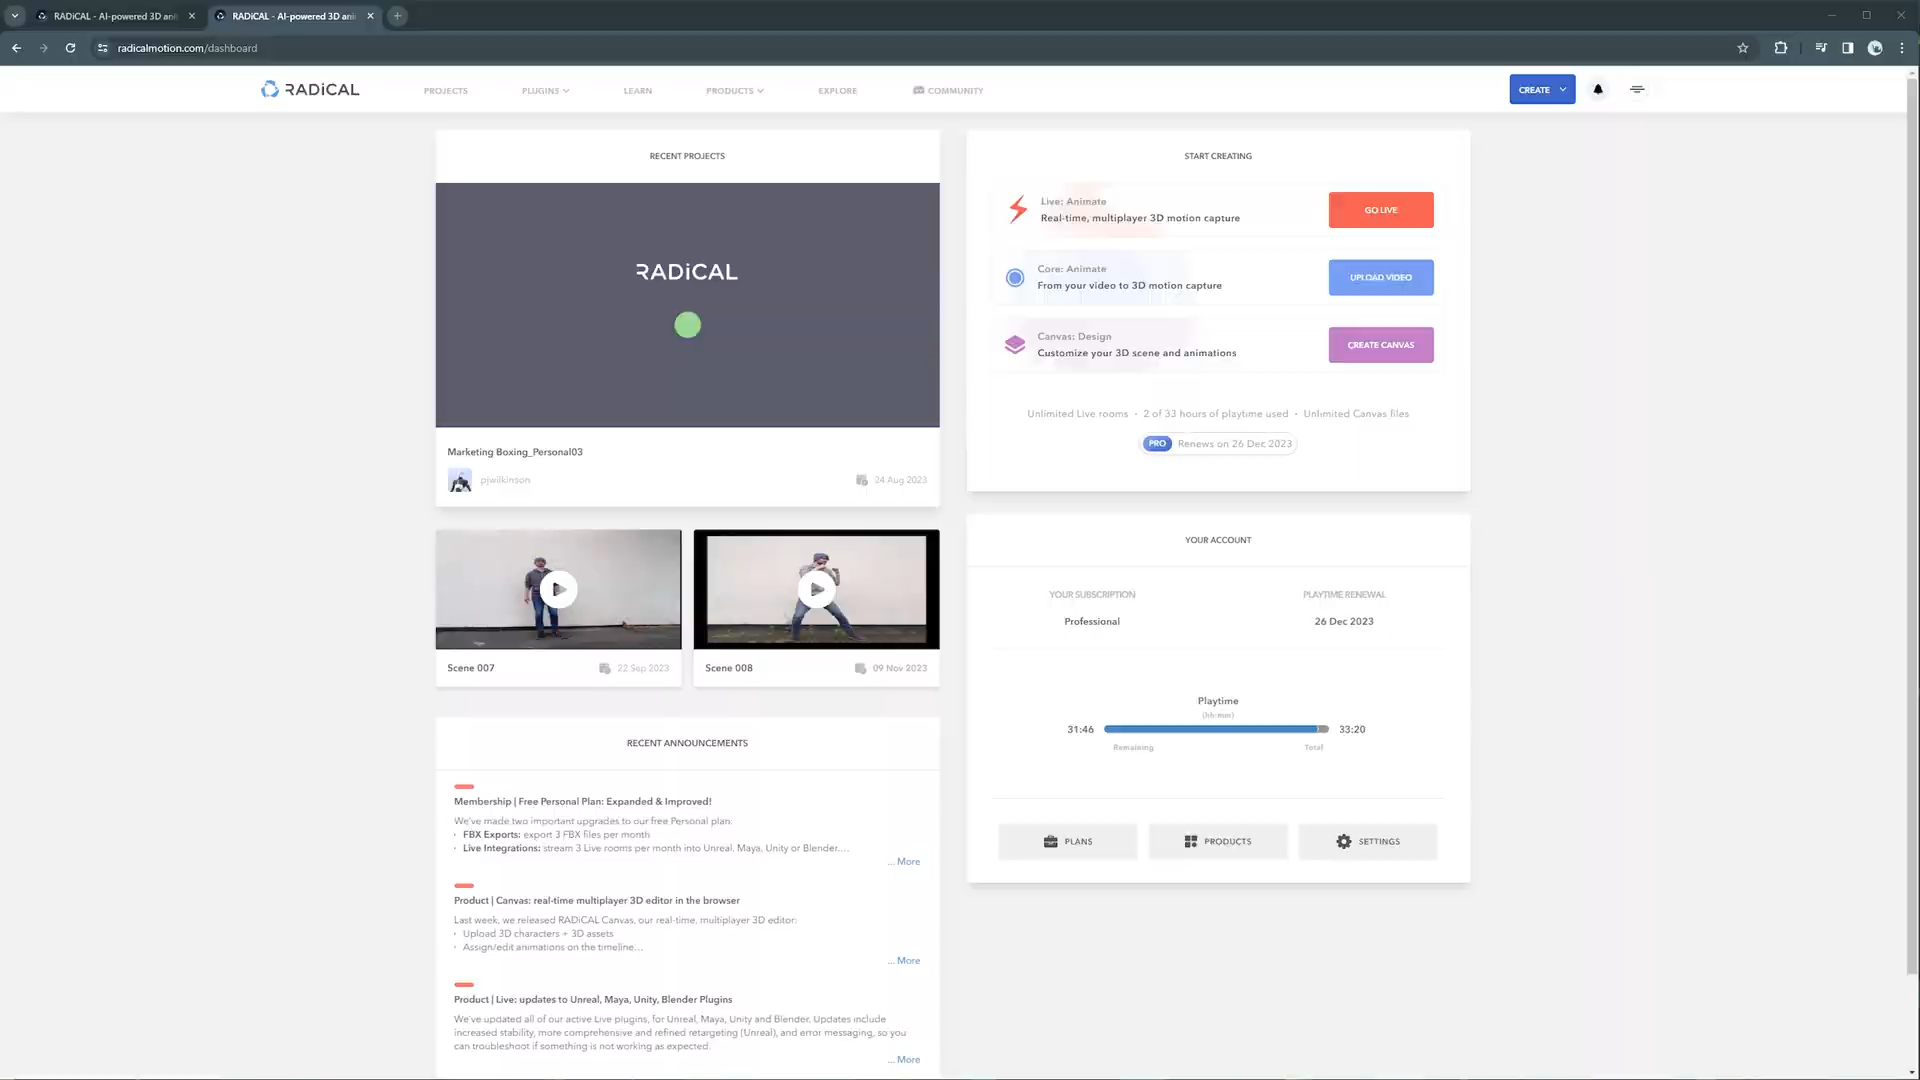 RADiCAL - AI-powered 3D ani
RADiCAL - AI-powered 3D ani
radicalmotion.com/dashboard
RADiCAL
PROJECTS
PLUGINS
LEARN
PRODUCTS
EXPLORE
COMMUNITY
CREATE
RECENT PROJECTS
RADiCAL
Marketing Boxing_Personal03
pjwilkinson
24 Aug 2023
Scene 007
22 Sep 2023
Scene 008
09 Nov 2023
RECENT ANNOUNCEMENTS
Membership | Free Personal Plan: Expanded & Improved!
We've made two important upgrades to our free Personal plan:
· FBX Exports: export 3 FBX files per month
· Live Integrations: stream 3 Live rooms per month into Unreal, Maya, Unity or Blender....
... More
Product | Canvas: real-time multiplayer 3D editor in the browser
Last week, we released RADiCAL Canvas, our real-time, multiplayer 3D editor:
· Upload 3D characters + 3D assets
· Assign/edit animations on the timeline...
... More
Product | Live: updates to Unreal, Maya, Unity, Blender Plugins
We've updated all of our active Live plugins, for Unreal, Maya, Unity and Blender. Updates include
increased stability, more comprehensive and refined retargeting (Unreal), and error messaging, so you
can troubleshoot if something is not working as expected.
... More
START CREATING
Live: Animate
Real-time, multiplayer 3D motion capture
GO LIVE
Core: Animate
From your video to 3D motion capture
UPLOAD VIDEO
Canvas: Design
Customize your 3D scene and animations
CREATE CANVAS
Unlimited Live rooms · 2 of 33 hours of playtime used · Unlimited Canvas files
PRO Renews on 26 Dec 2023
YOUR ACCOUNT
YOUR SUBSCRIPTION
Professional
PLAYTIME RENEWAL
26 Dec 2023
Playtime
(hh:mm)
31:46
33:20
Remaining
Total
PLANS
PRODUCTS
SETTINGS